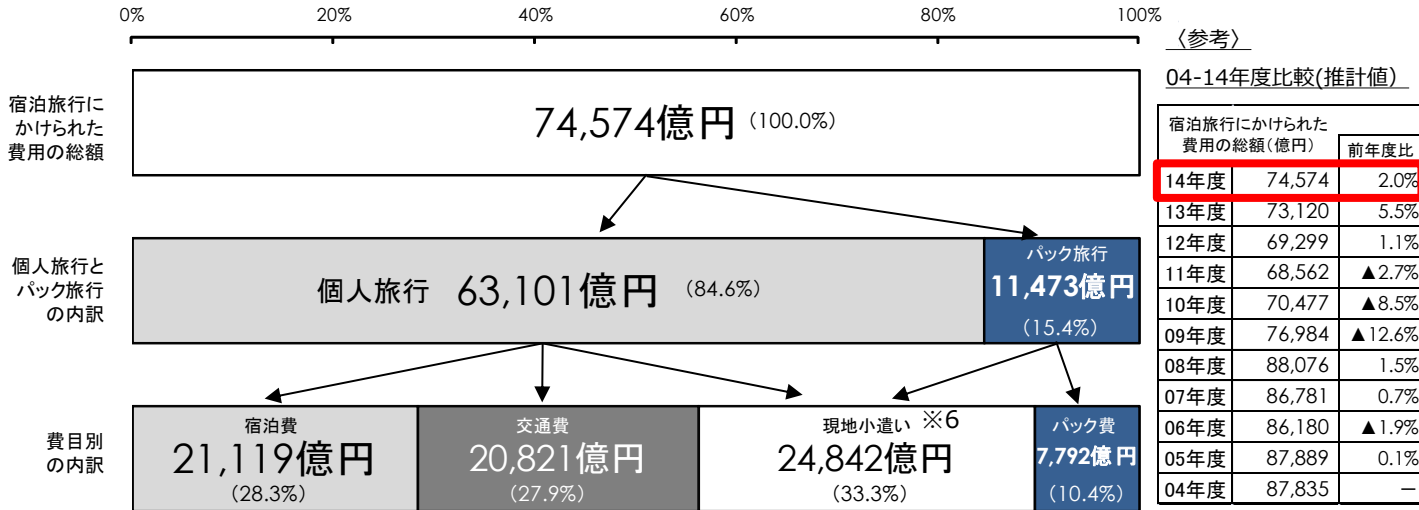 0% 20% 40% 60% 80% 100%
宿泊旅行に
かけられた
費用の総額
74,574億円 (100.0%)
個人旅行と
パック旅行
の内訳
個人旅行 63,101億円 (84.6%)
パック旅行
11,473億円
(15.4%)
費目別
の内訳
宿泊費
21,119億円
(28.3%)
交通費
20,821億円
(27.9%)
現地小遣い ※6
24,842億円
(33.3%)
パック費
7,792億円
(10.4%)
〈参考〉
04-14年度比較(推計値)
宿泊旅行にかけられた
費用の総額(億円) 前年度比
14年度 74,574 2.0%
13年度 73,120 5.5%
12年度 69,299 1.1%
11年度 68,562 ▲2.7%
10年度 70,477 ▲8.5%
09年度 76,984 ▲12.6%
08年度 88,076 1.5%
07年度 86,781 0.7%
06年度 86,180 ▲1.9%
05年度 87,889 0.1%
04年度 87,835 –